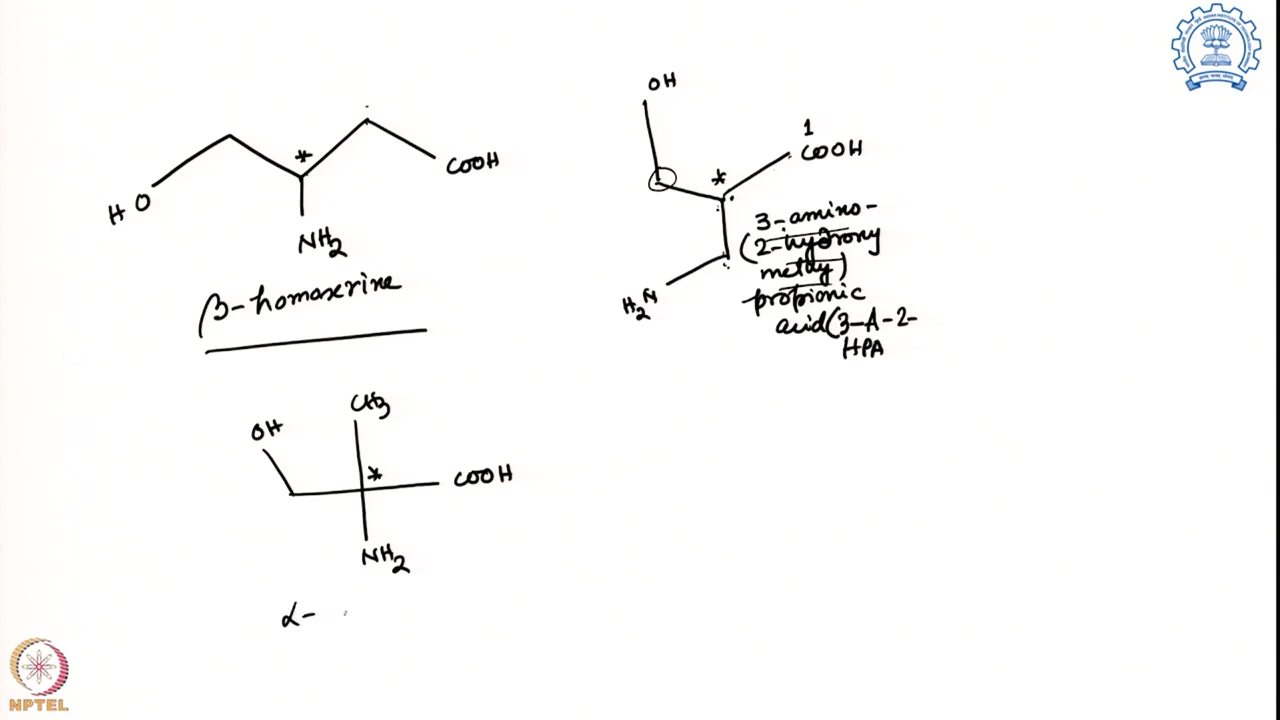 OH
1
COOH
*
3-amino-
(2-hydroxy
methy)
propionic
acid(3-A-2-
HPA
H2N
*
COOH
HO
NH2
β-homoserine
CH3
OH
*
COOH
NH2
α-
NPTEL